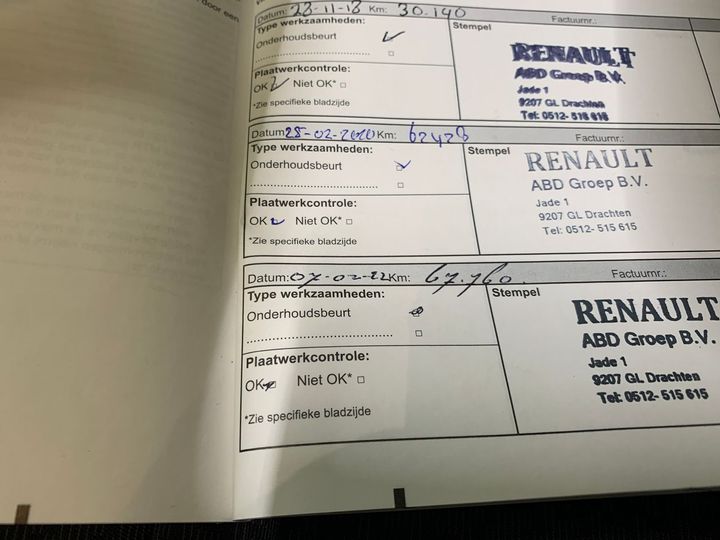 door een
Datum: 28-11-18 Km: 30.140 Factuurnr.:
Type werkzaamheden: Stempel
Onderhoudsbeurt
Plaatwerkcontrole:
OK Niet OK*
*Zie specifieke bladzijde
RENAULT
ABD Groep B.V.
Jade 1
9207 GL Drachten
Tel: 0512- 515 615
Datum: 25-02-2020 Km: 62428 Factuurnr.:
Type werkzaamheden: Stempel
Onderhoudsbeurt
Plaatwerkcontrole:
OK Niet OK*
*Zie specifieke bladzijde
RENAULT
ABD Groep B.V.
Jade 1
9207 GL Drachten
Tel: 0512- 515 615
Datum: 07-02-22 Km: 67.760 Factuurnr.:
Type werkzaamheden: Stempel
Onderhoudsbeurt
Plaatwerkcontrole:
OK Niet OK*
*Zie specifieke bladzijde
RENAULT
ABD Groep B.V.
Jade 1
9207 GL Drachten
Tel: 0512- 515 615